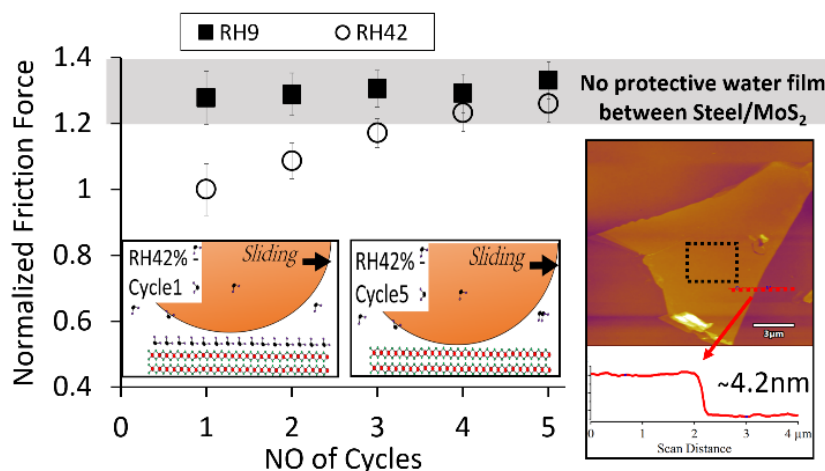 RH9 RH42
Normalized Friction Force
1.4
1.2
1
0.8
0.6
0.4
0 1 2 3 4 5
NO of Cycles
No protective water film
between Steel/MoS₂
RH42%
Cycle1
Sliding
RH42%
Cycle5
Sliding
3μm
~4.2nm
0 1 2 3 4 μm
Scan Distance